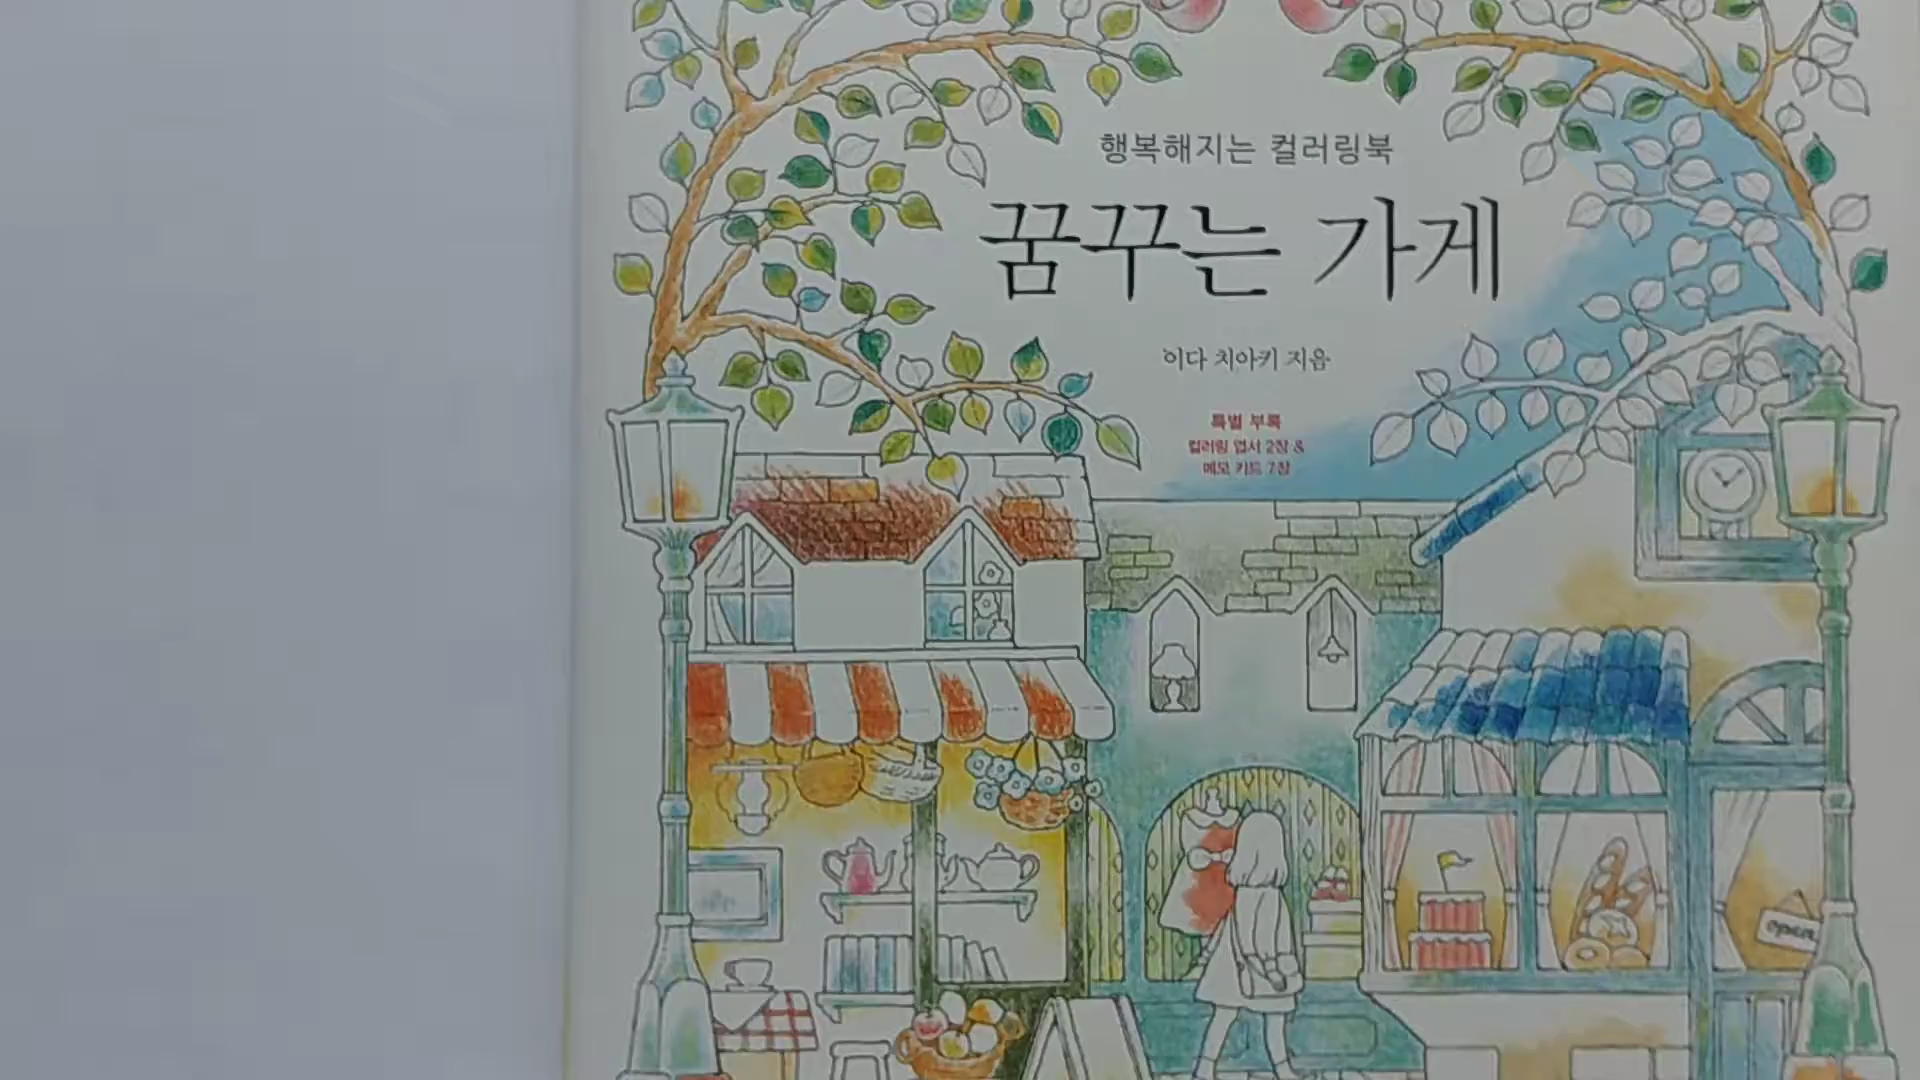 행복해지는 컬러링북
꿈꾸는 가게
이다 치아키 지음
특별 부록
컬러링 엽서 2장 &
메모 카드 7장
open